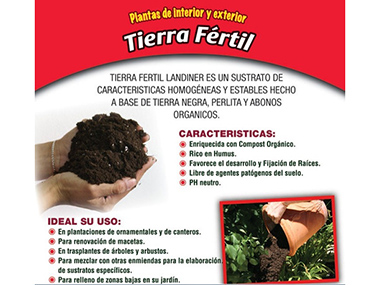 Plantas de interior y exterior
Tierra Fértil
TIERRA FERTIL LANDINER ES UN SUSTRATO DE
CARACTERISTICAS HOMOGÉNEAS Y ESTABLES HECHO
A BASE DE TIERRA NEGRA, PERLITA Y ABONOS
ORGANICOS.
CARACTERISTICAS:
Enriquecida con Compost Orgánico.
Rico en Humus.
Favorece el desarrollo y Fijación de Raíces.
Libre de agentes patógenos del suelo.
PH neutro.
IDEAL SU USO:
En plantaciones de ornamentales y de canteros.
Para renovación de macetas.
En trasplantes de árboles y arbustos.
Para mezclar con otras enmiendas para la elaboración
de sustratos específicos.
Para relleno de zonas bajas en su jardín.